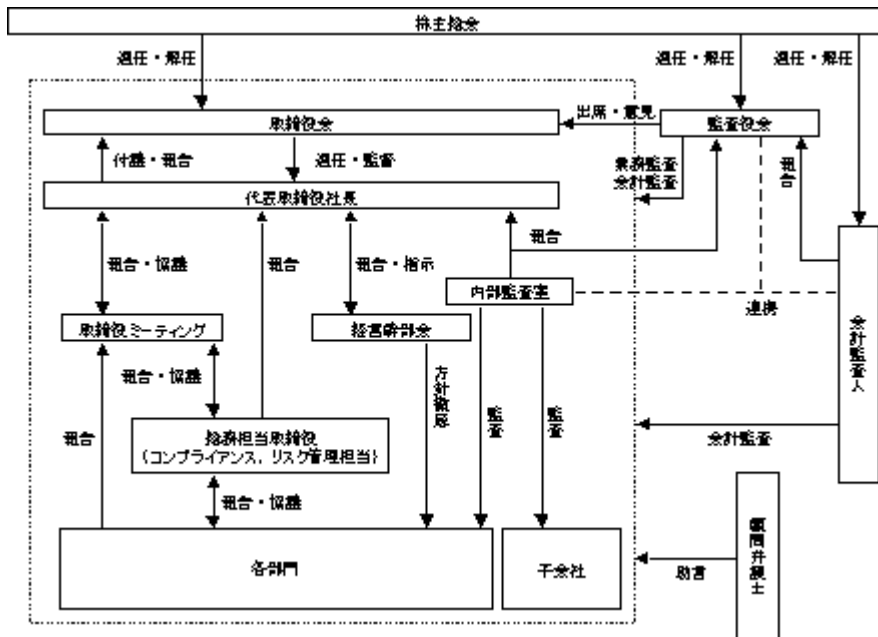 株主総会
選任・解任
選任・解任
選任・解任
取締役会
出席・意見
監査役会
付議・報告
選任・監督
業務監査
会計監査
報告
代表取締役社長
報告・協議
報告
報告・指示
報告
内部監査室
連携
取締役ミーティング
経営幹部会
会計監査人
報告・協議
方針徹底
監査
監査
報告
総務担当取締役
(コンプライアンス、リスク管理担当)
会計監査
報告・協議
各部門
子会社
助言
顧問弁護士